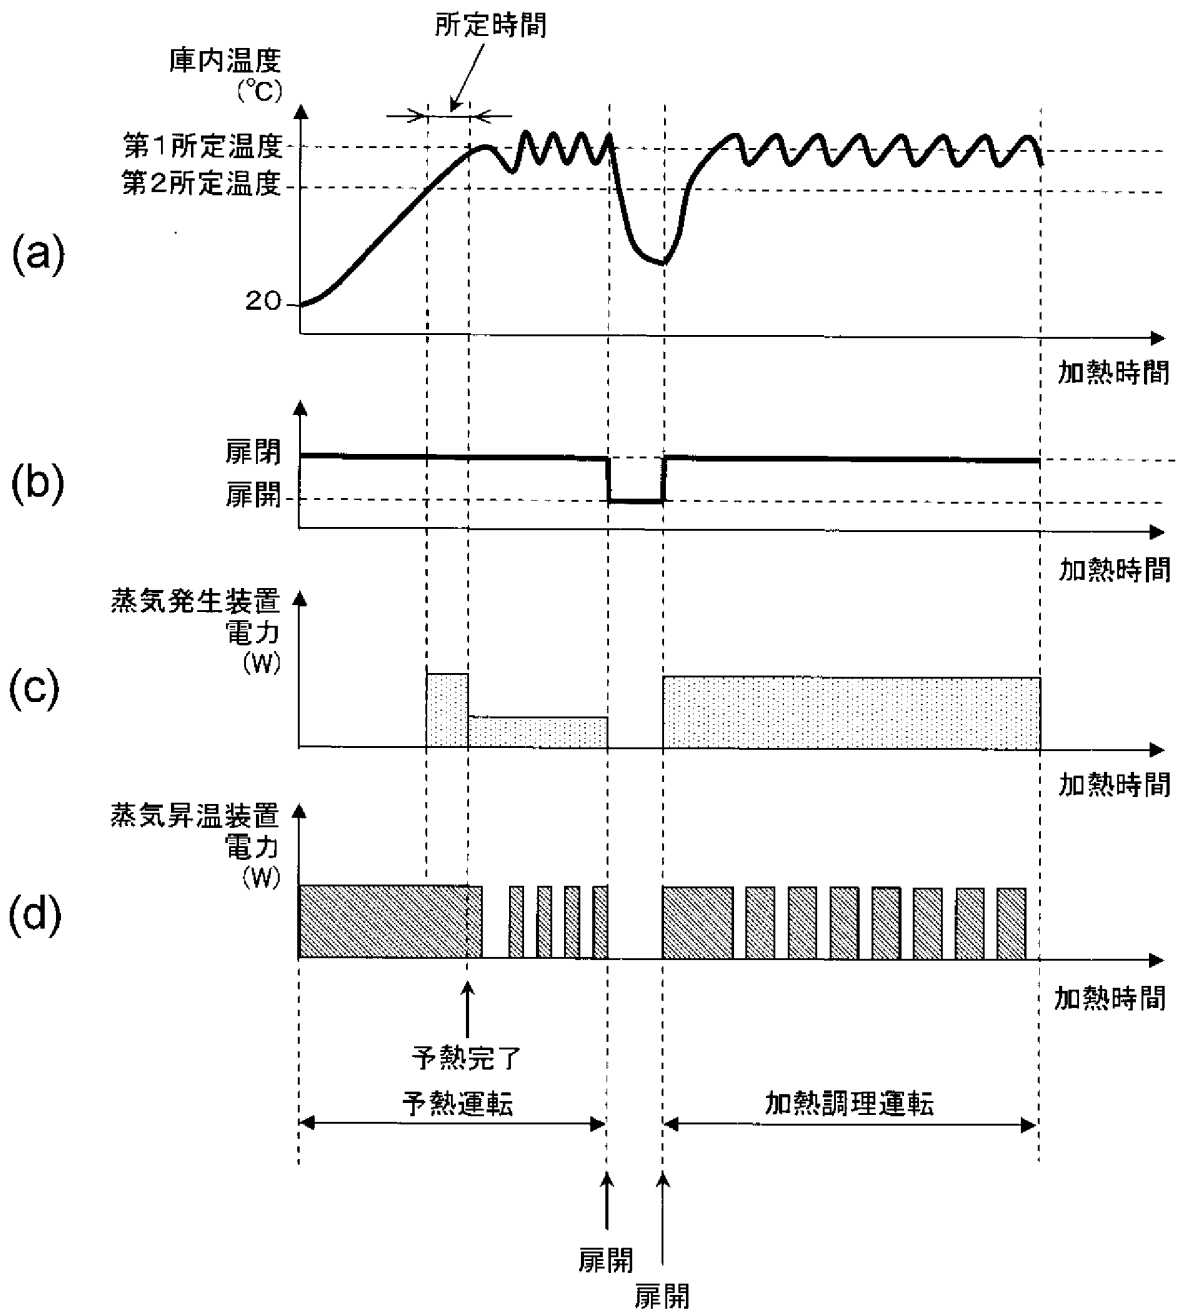 所定時間
庫内温度
(℃)
第1所定温度
第2所定温度
(a)
20
加熱時間
扉閉
(b)
扉開
加熱時間
蒸気発生装置
電力
(W)
(c)
加熱時間
蒸気昇温装置
電力
(W)
(d)
加熱時間
予熱完了
予熱運転
加熱調理運転
扉開
扉開